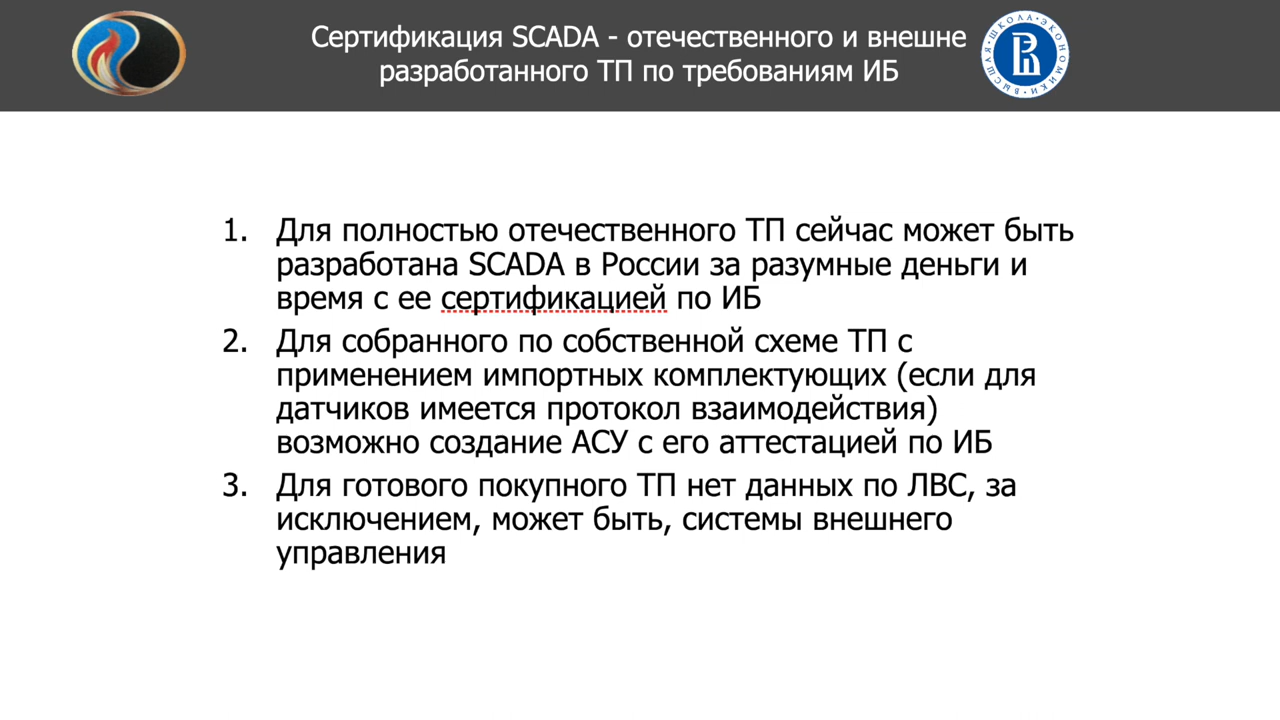 Сертификация SCADA - отечественного и внешне
разработанного ТП по требованиям ИБ
ВЫСШАЯ • ШКОЛА • ЭКОНОМИКИ •
1. Для полностью отечественного ТП сейчас может быть
разработана SCADA в России за разумные деньги и
время с ее сертификацией по ИБ
2. Для собранного по собственной схеме ТП с
применением импортных комплектующих (если для
датчиков имеется протокол взаимодействия)
возможно создание АСУ с его аттестацией по ИБ
3. Для готового покупного ТП нет данных по ЛВС, за
исключением, может быть, системы внешнего
управления